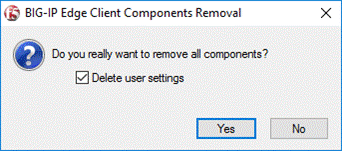 BIG-IP Edge Client Components Removal
Do you really want to remove all components?
Delete user settings
Yes
No